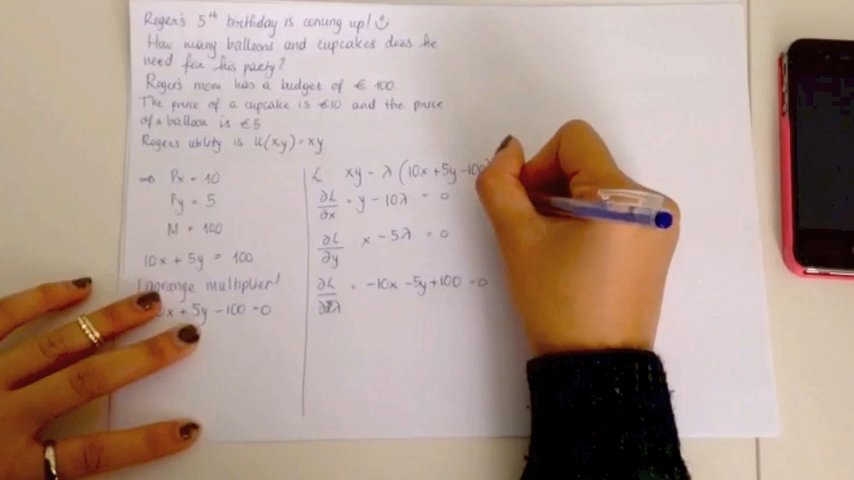 Roger's 5th birthday is coming up! ☺
How many balloons and cupcakes does he
need for his party?
Roger's mom has a budget of € 100
The price of a cupcake is €10 and the price
of a balloon is €5
Rogers utility is u(xy) = xy
⇒ Px = 10
Py = 5
M = 100
10x + 5y = 100
Lagrange multiplier!
x + 5y - 100 = 0
L xy - λ (10x + 5y - 100)
∂L/∂x = y - 10λ = 0
∂L/∂y x - 5λ = 0
∂L/∂λ = -10x - 5y + 100 = 0